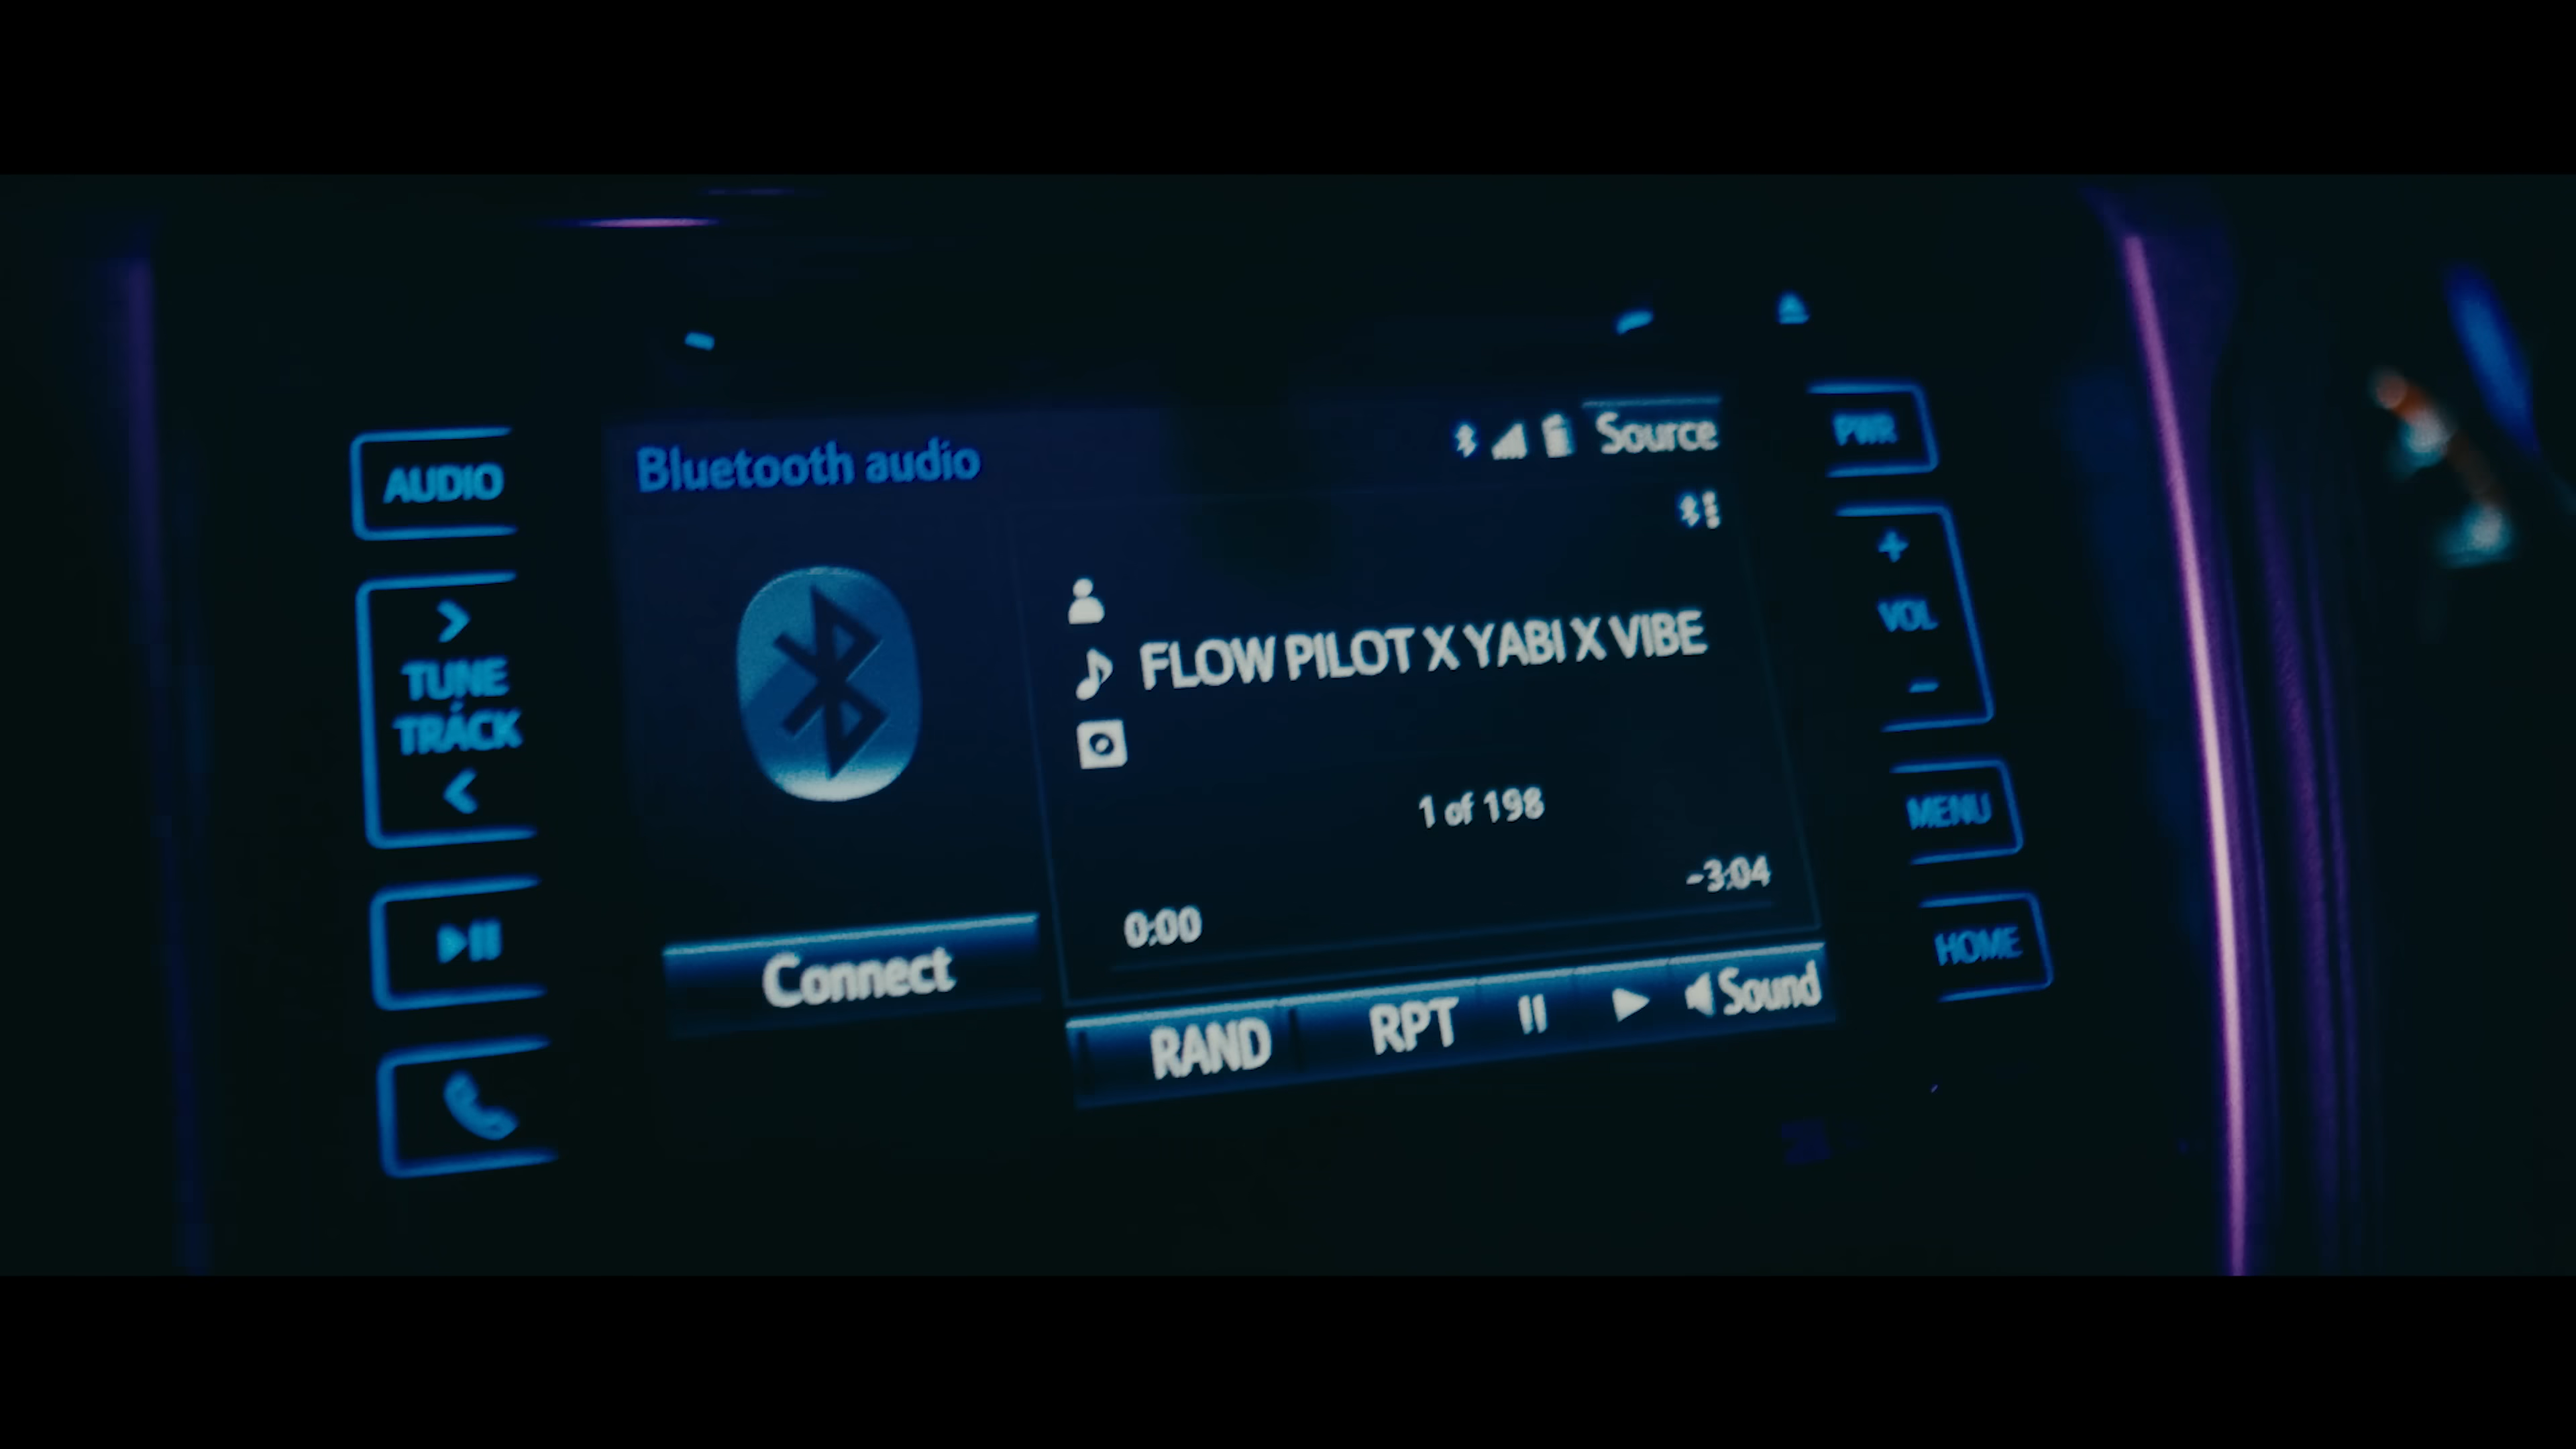 AUDIO
TUNE
TRACK
Bluetooth audio
Source
FLOW PILOT X YABI X VIBE
1 of 198
0:00
-3:04
Connect
RAND
RPT
Sound
PWR
VOL
MENU
HOME